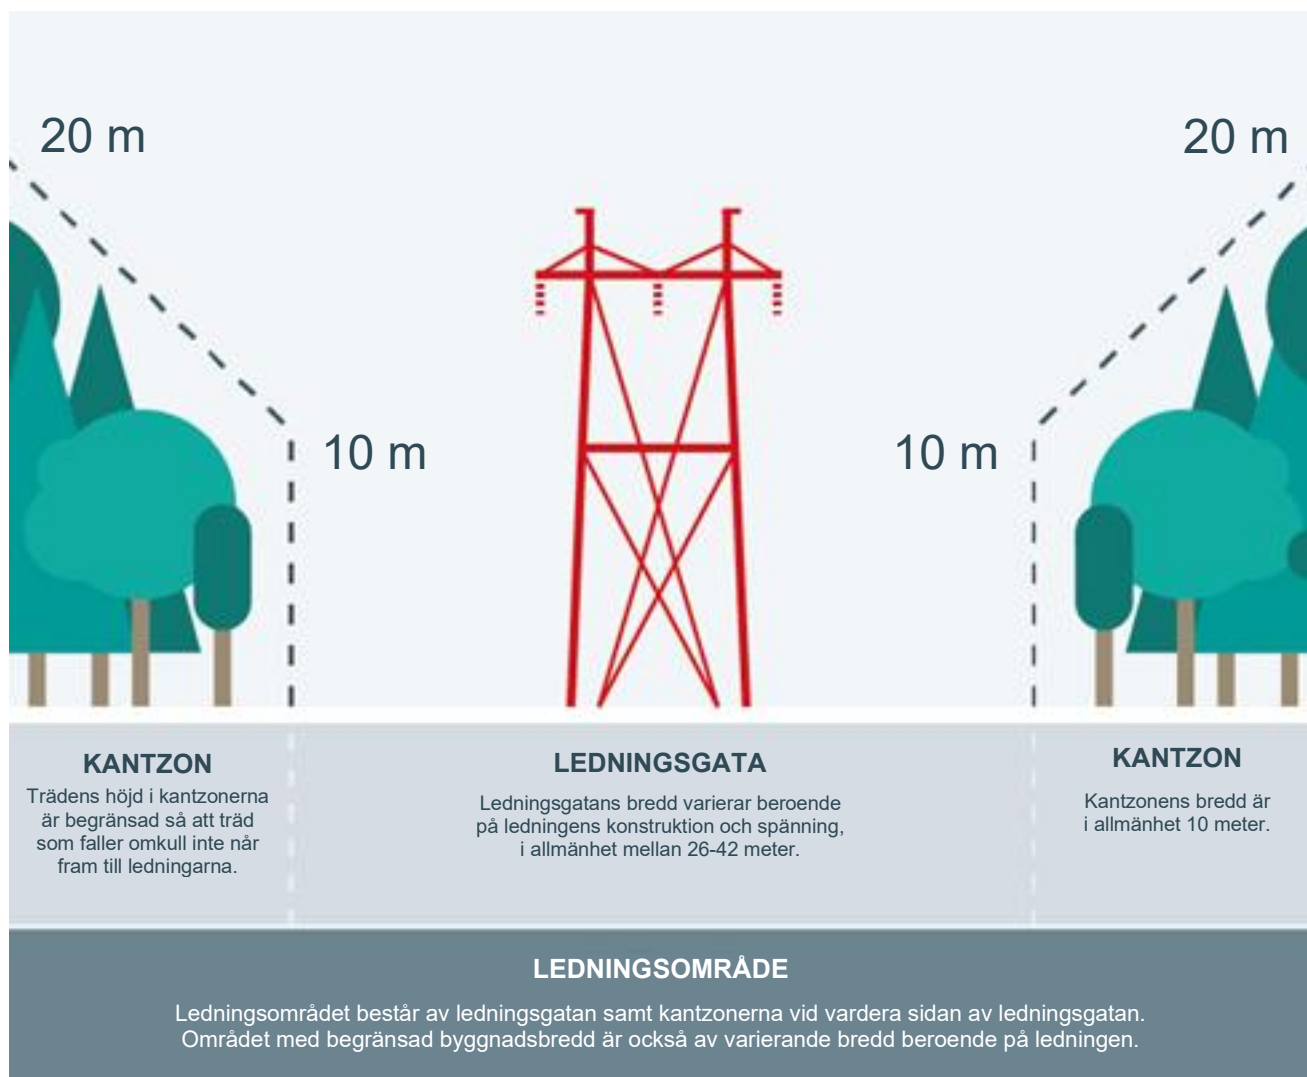 20 m
20 m
10 m
10 m
KANTZON
Trädens höjd i kantzonerna
är begränsad så att träd
som faller omkull inte når
fram till ledningarna.
LEDNINGSGATA
Ledningsgatans bredd varierar beroende
på ledningens konstruktion och spänning,
i allmänhet mellan 26-42 meter.
KANTZON
Kantzonens bredd är
i allmänhet 10 meter.
LEDNINGSOMRÅDE
Ledningsområdet består av ledningsgatan samt kantzonerna vid vardera sidan av ledningsgatan.
Området med begränsad byggnadsbredd är också av varierande bredd beroende på ledningen.